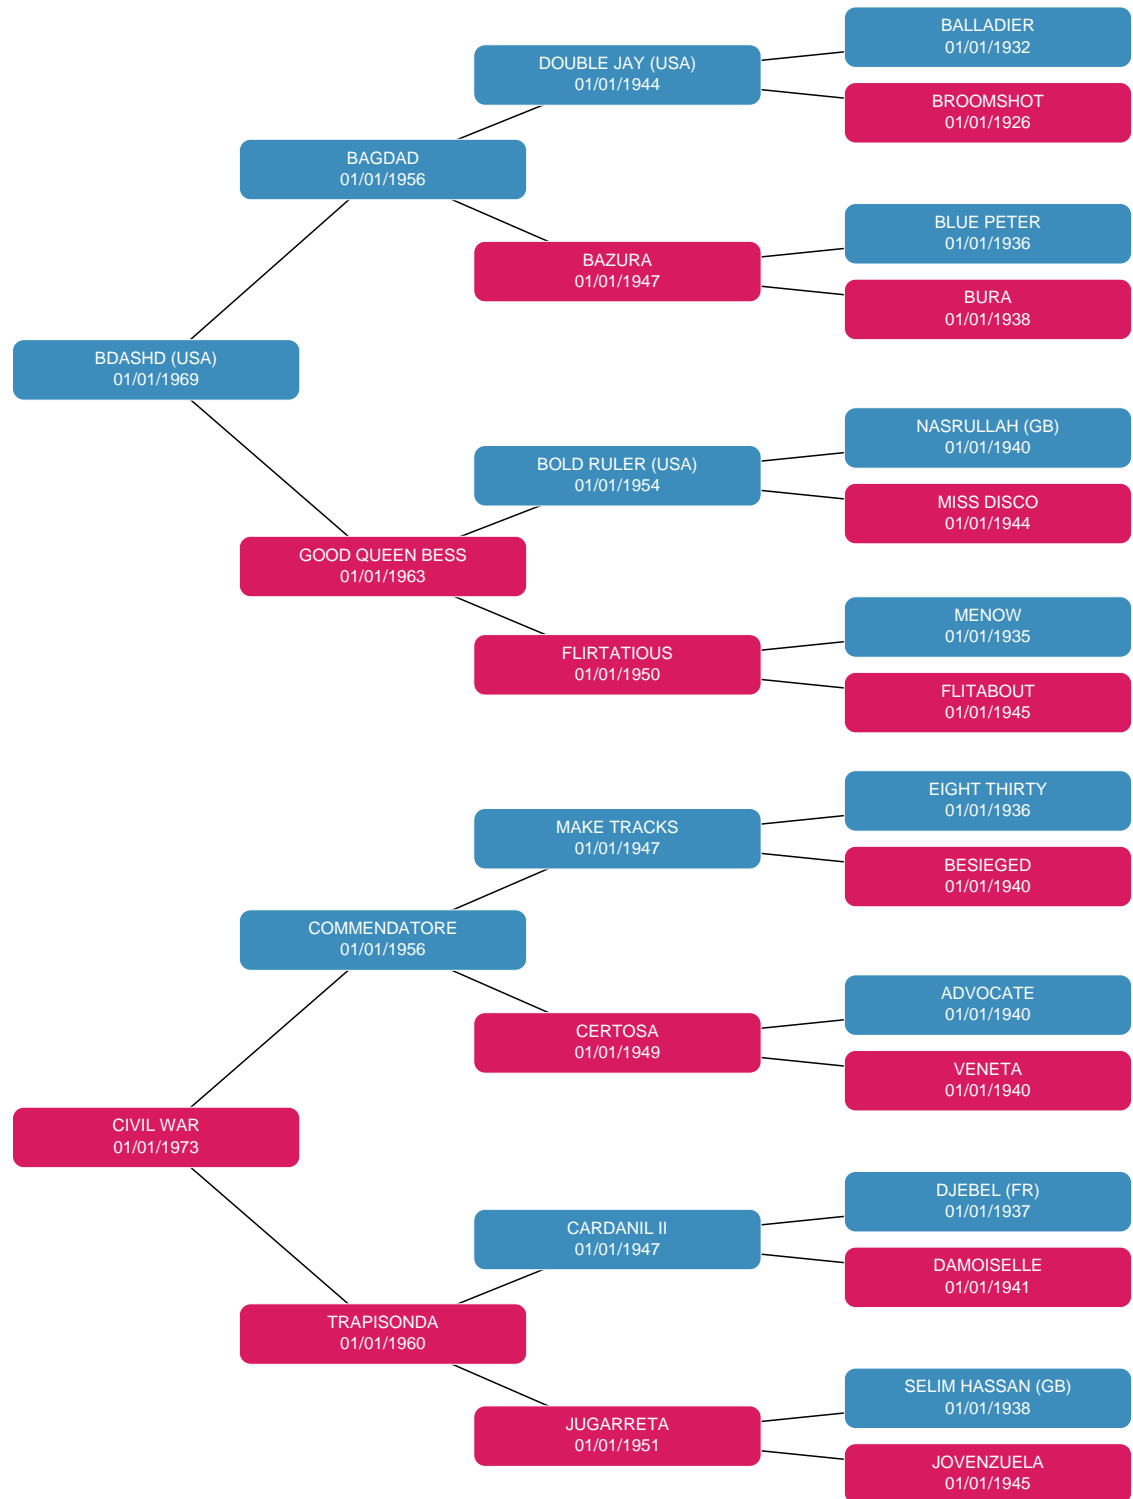 BALLADIER
01/01/1932
DOUBLE JAY (USA)
01/01/1944
BROOMSHOT
01/01/1926
BAGDAD
01/01/1956
BLUE PETER
01/01/1936
BAZURA
01/01/1947
BURA
01/01/1938
BDASHD (USA)
01/01/1969
NASRULLAH (GB)
01/01/1940
BOLD RULER (USA)
01/01/1954
MISS DISCO
01/01/1944
GOOD QUEEN BESS
01/01/1963
MENOW
01/01/1935
FLIRTATIOUS
01/01/1950
FLITABOUT
01/01/1945
EIGHT THIRTY
01/01/1936
MAKE TRACKS
01/01/1947
BESIEGED
01/01/1940
COMMENDATORE
01/01/1956
ADVOCATE
01/01/1940
CERTOSA
01/01/1949
VENETA
01/01/1940
CIVIL WAR
01/01/1973
DJEBEL (FR)
01/01/1937
CARDANIL II
01/01/1947
DAMOISELLE
01/01/1941
TRAPISONDA
01/01/1960
SELIM HASSAN (GB)
01/01/1938
JUGARRETA
01/01/1951
JOVENZUELA
01/01/1945